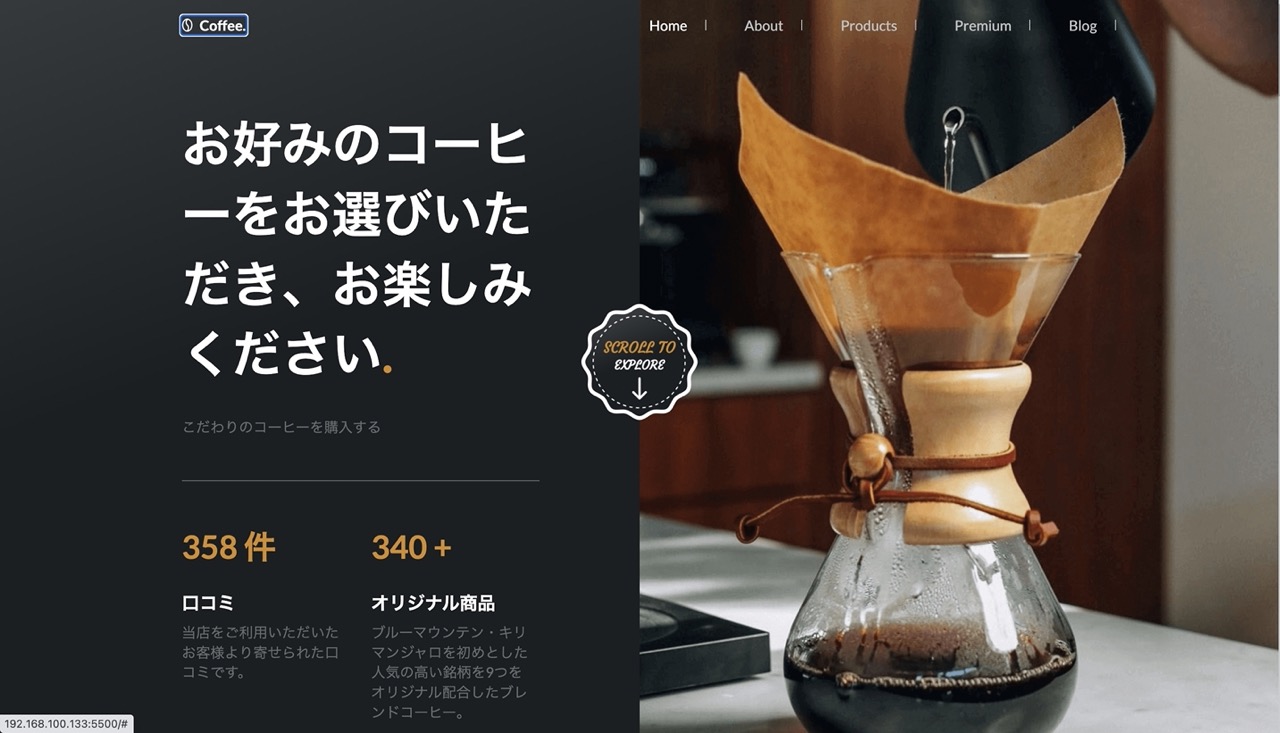 Coffee.
Home
About
Products
Premium
Blog
お好みのコーヒ
ーをお選びいた
だき、お楽しみ
ください.
SCROLL TO
EXPLORE
こだわりのコーヒーを購入する
358 件
口コミ
当店をご利用いただいた
お客様より寄せられた口
コミです。
340 +
オリジナル商品
ブルーマウンテン・キリ
マンジャロを初めとした
人気の高い銘柄を9つを
オリジナル配合したブレ
ンドコーヒー。
192.168.100.133:5500/#